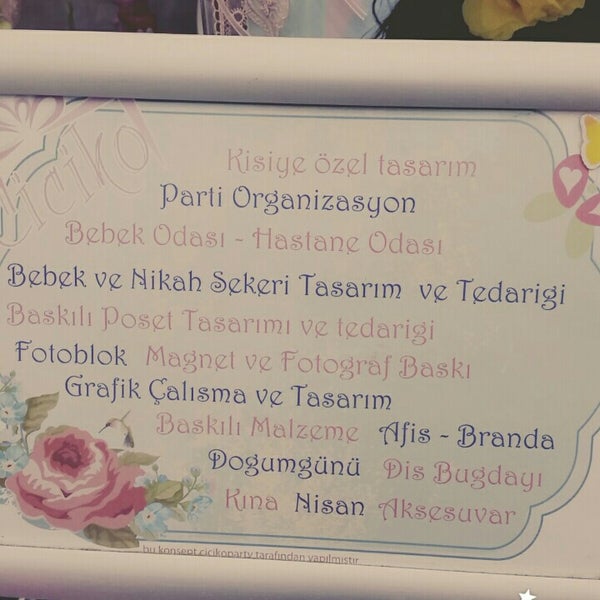 ciciko
Kisiye özel tasarım
Parti Organizasyon
Bebek Odası - Hastane Odası
Bebek ve Nikah Sekeri Tasarım ve Tedarigi
Baskılı Poset Tasarımı ve tedarigi
Fotoblok Magnet ve Fotograf Baskı
Grafik Çalısma ve Tasarım
Baskılı Malzeme Afis - Branda
Dogumgünü Dis Bugdayı
Kına Nisan Aksesuvar
bu konsept cicikoparty tarafından yapılmıstır